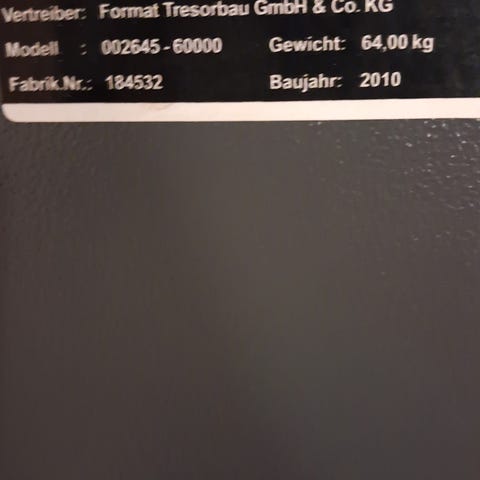 Vertreiber: Format Tresorbau GmbH & Co. KG
Modell : 002645-60000 Gewicht: 64,00 kg
Fabrik.Nr.: 184532 Baujahr: 2010